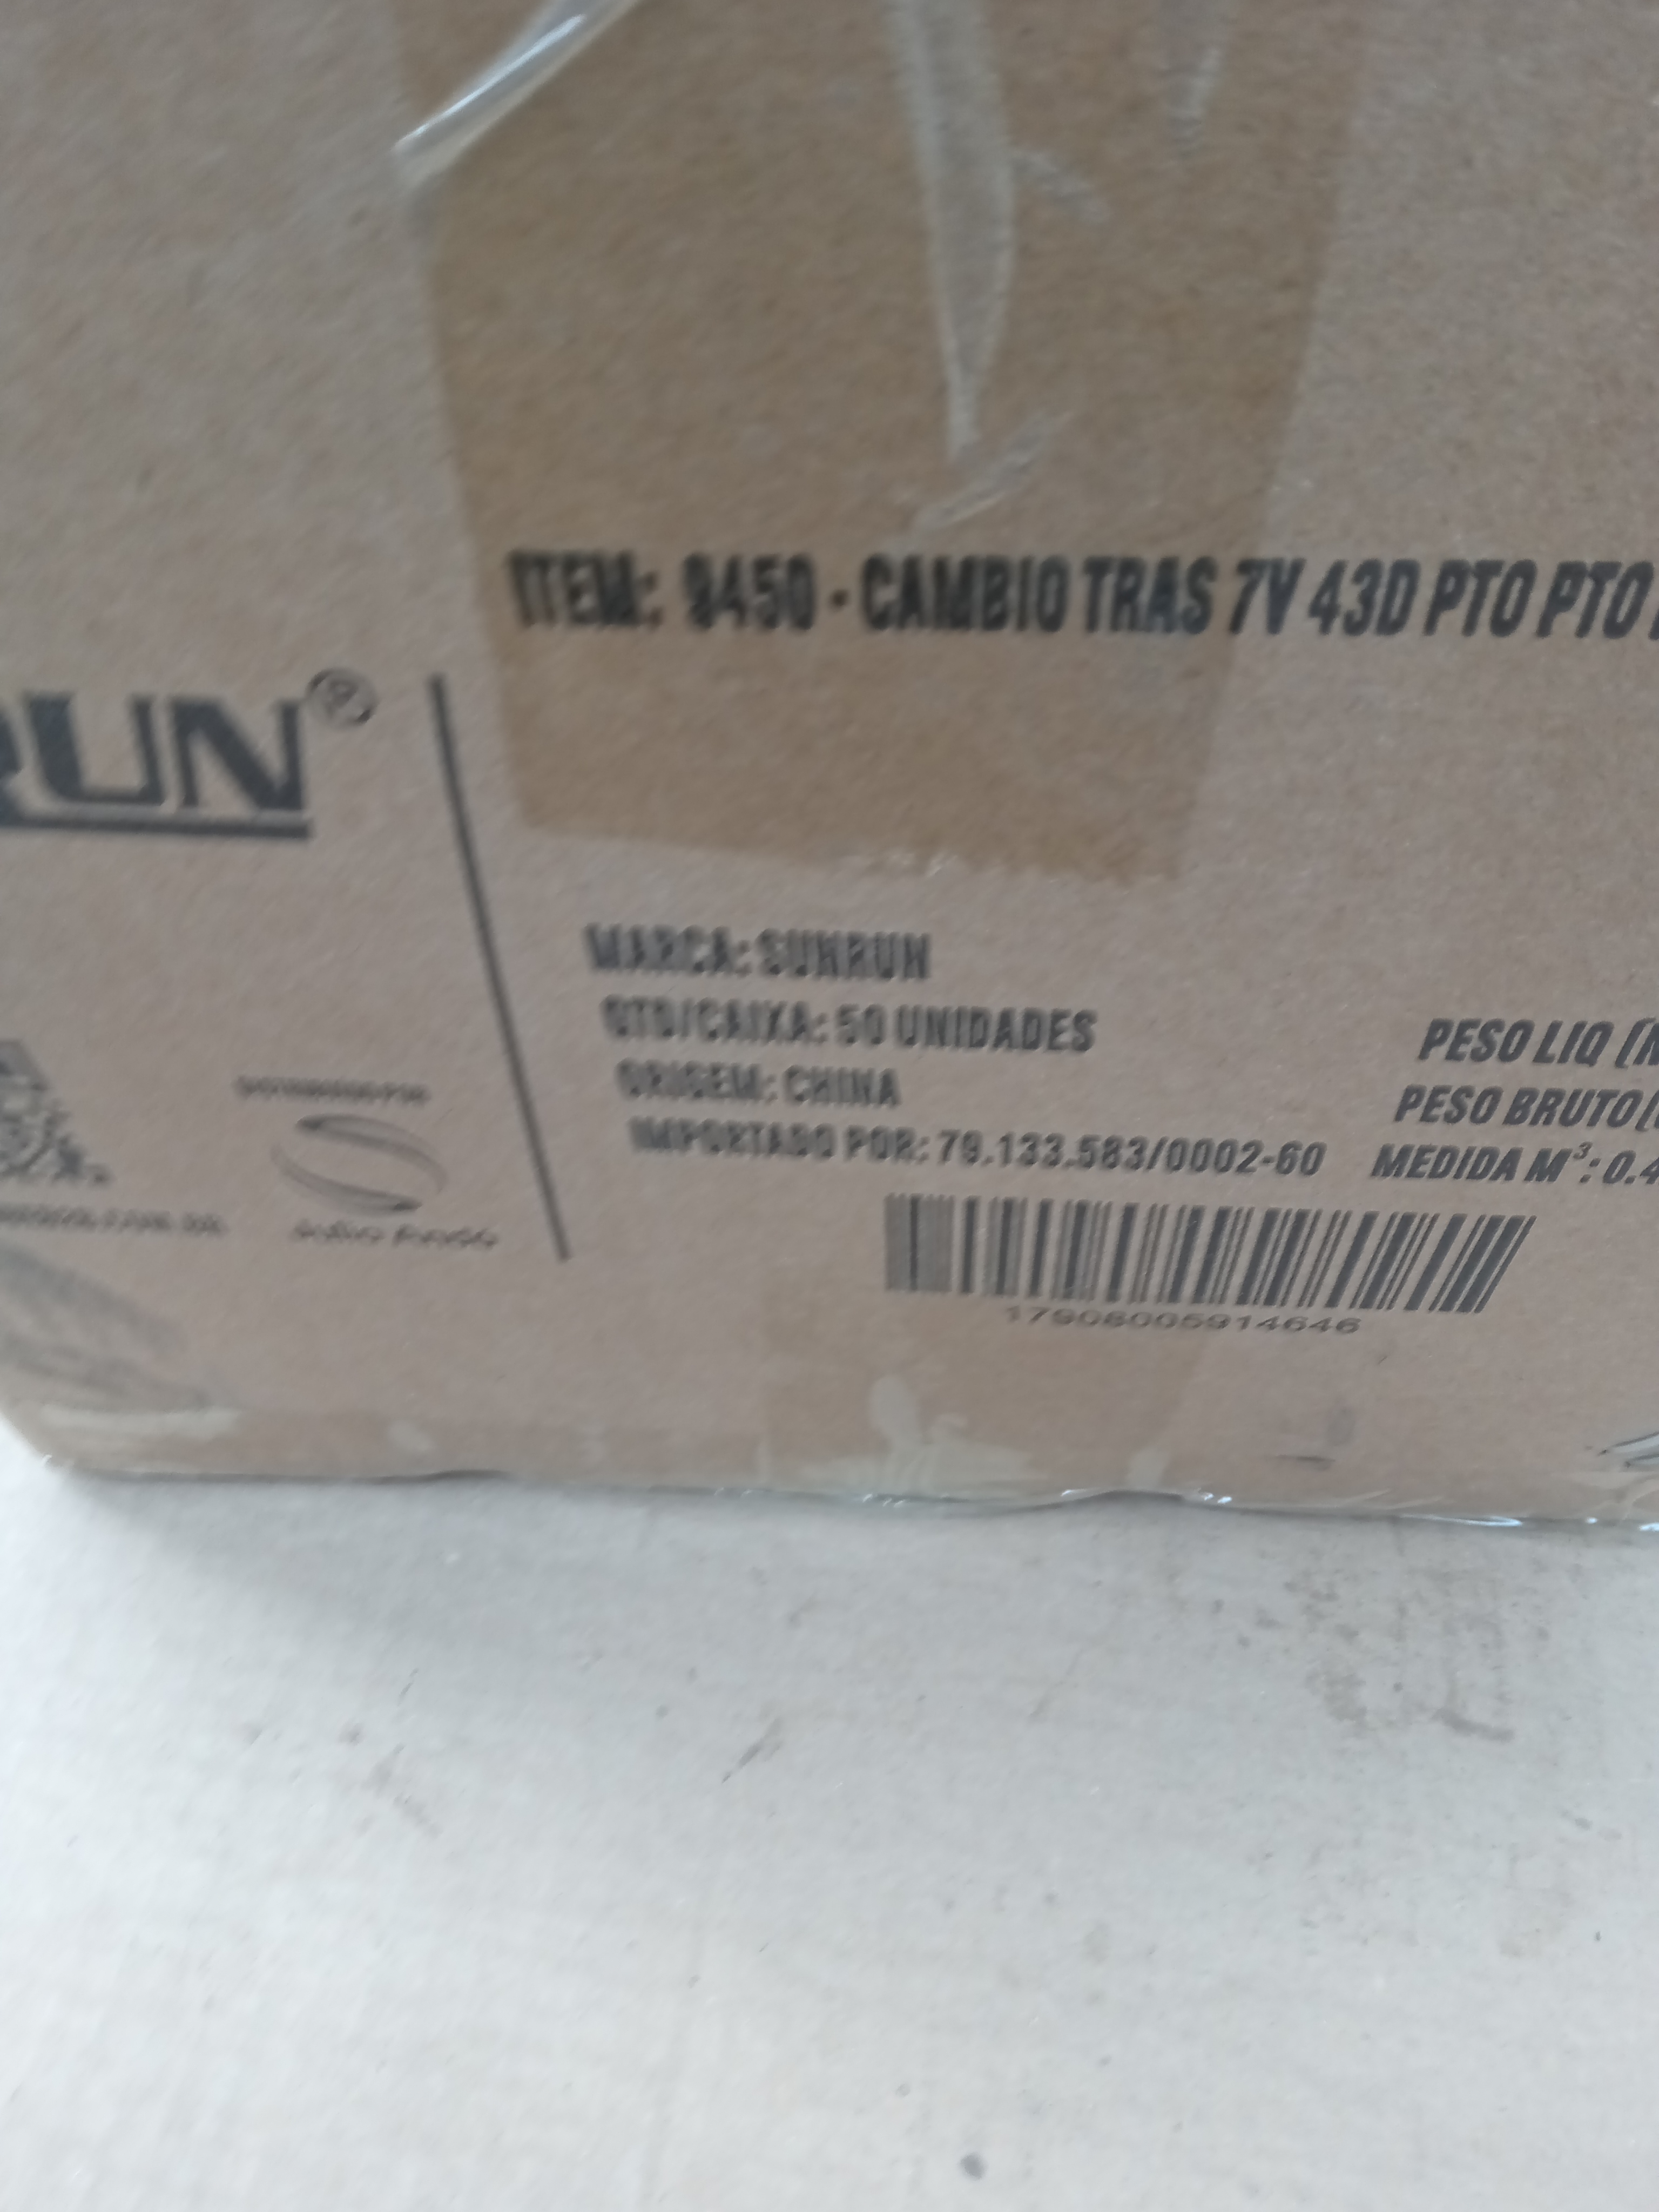 ITEM: 9450 - CAMBIO TRAS 7V 43D PTO PTO
RUN®
MARCA: SUNRUN
QTD/CAIXA: 50 UNIDADES
ORIGEM: CHINA
IMPORTADO POR: 79.133.583/0002-60
PESO LIQ (N
PESO BRUTO(
MEDIDA M³: 0.4
17908005914646